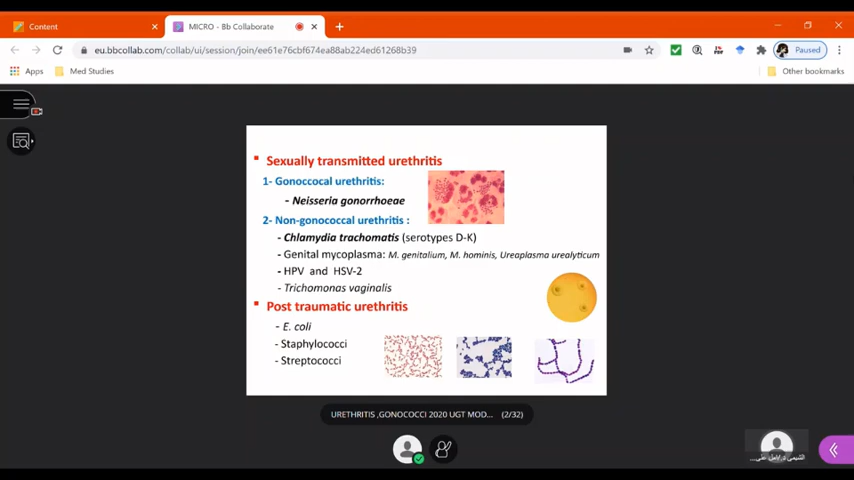 Content
MICRO - Bb Collaborate
eu.bbcollab.com/collab/ui/session/join/ee61e76cbf674ea88ab224ed61268b39
Paused
Apps
Med Studies
Other bookmarks
Sexually transmitted urethritis
1- Gonoccocal urethritis:
- Neisseria gonorrhoeae
2- Non-gonococcal urethritis :
- Chlamydia trachomatis (serotypes D-K)
- Genital mycoplasma: M. genitalium, M. hominis, Ureaplasma urealyticum
- HPV and HSV-2
- Trichomonas vaginalis
Post traumatic urethritis
- E. coli
- Staphylococci
- Streptococci
URETHRITIS ,GONOCOCCI 2020 UGT MOD... (2/32)